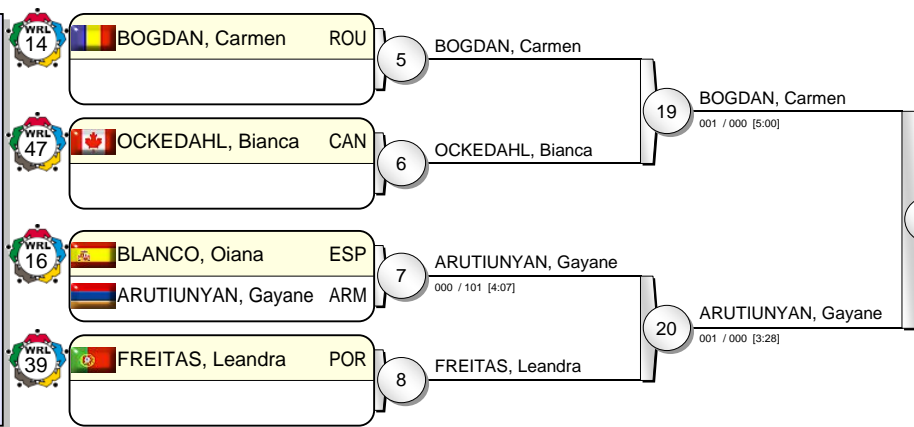 WRL
14
BOGDAN, Carmen ROU
5
BOGDAN, Carmen
19
BOGDAN, Carmen
001 / 000 [5:00]
WRL
47
OCKEDAHL, Bianca CAN
6
OCKEDAHL, Bianca
WRL
16
BLANCO, Oiana ESP
ARUTIUNYAN, Gayane ARM
7
ARUTIUNYAN, Gayane
000 / 101 [4:07]
20
ARUTIUNYAN, Gayane
001 / 000 [3:28]
WRL
39
FREITAS, Leandra POR
8
FREITAS, Leandra